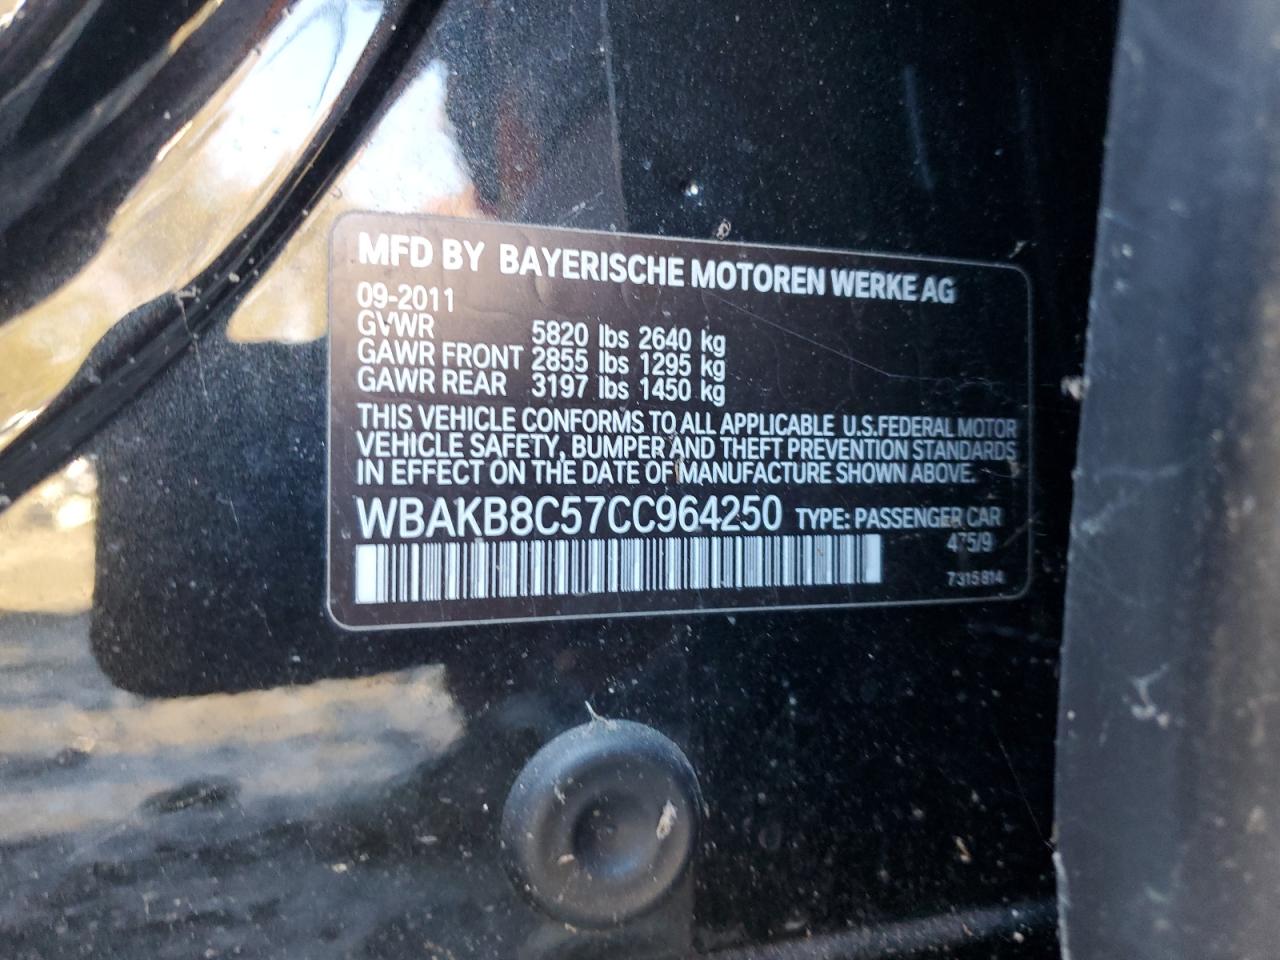 MFD BY BAYERISCHE MOTOREN WERKE AG
09-2011
GVWR 5820 lbs 2640 kg
GAWR FRONT 2855 lbs 1295 kg
GAWR REAR 3197 lbs 1450 kg
THIS VEHICLE CONFORMS TO ALL APPLICABLE U.S.FEDERAL MOTOR
VEHICLE SAFETY, BUMPER AND THEFT PREVENTION STANDARDS
IN EFFECT ON THE DATE OF MANUFACTURE SHOWN ABOVE.
WBAKB8C57CC964250 TYPE: PASSENGER CAR
475/9
7315814